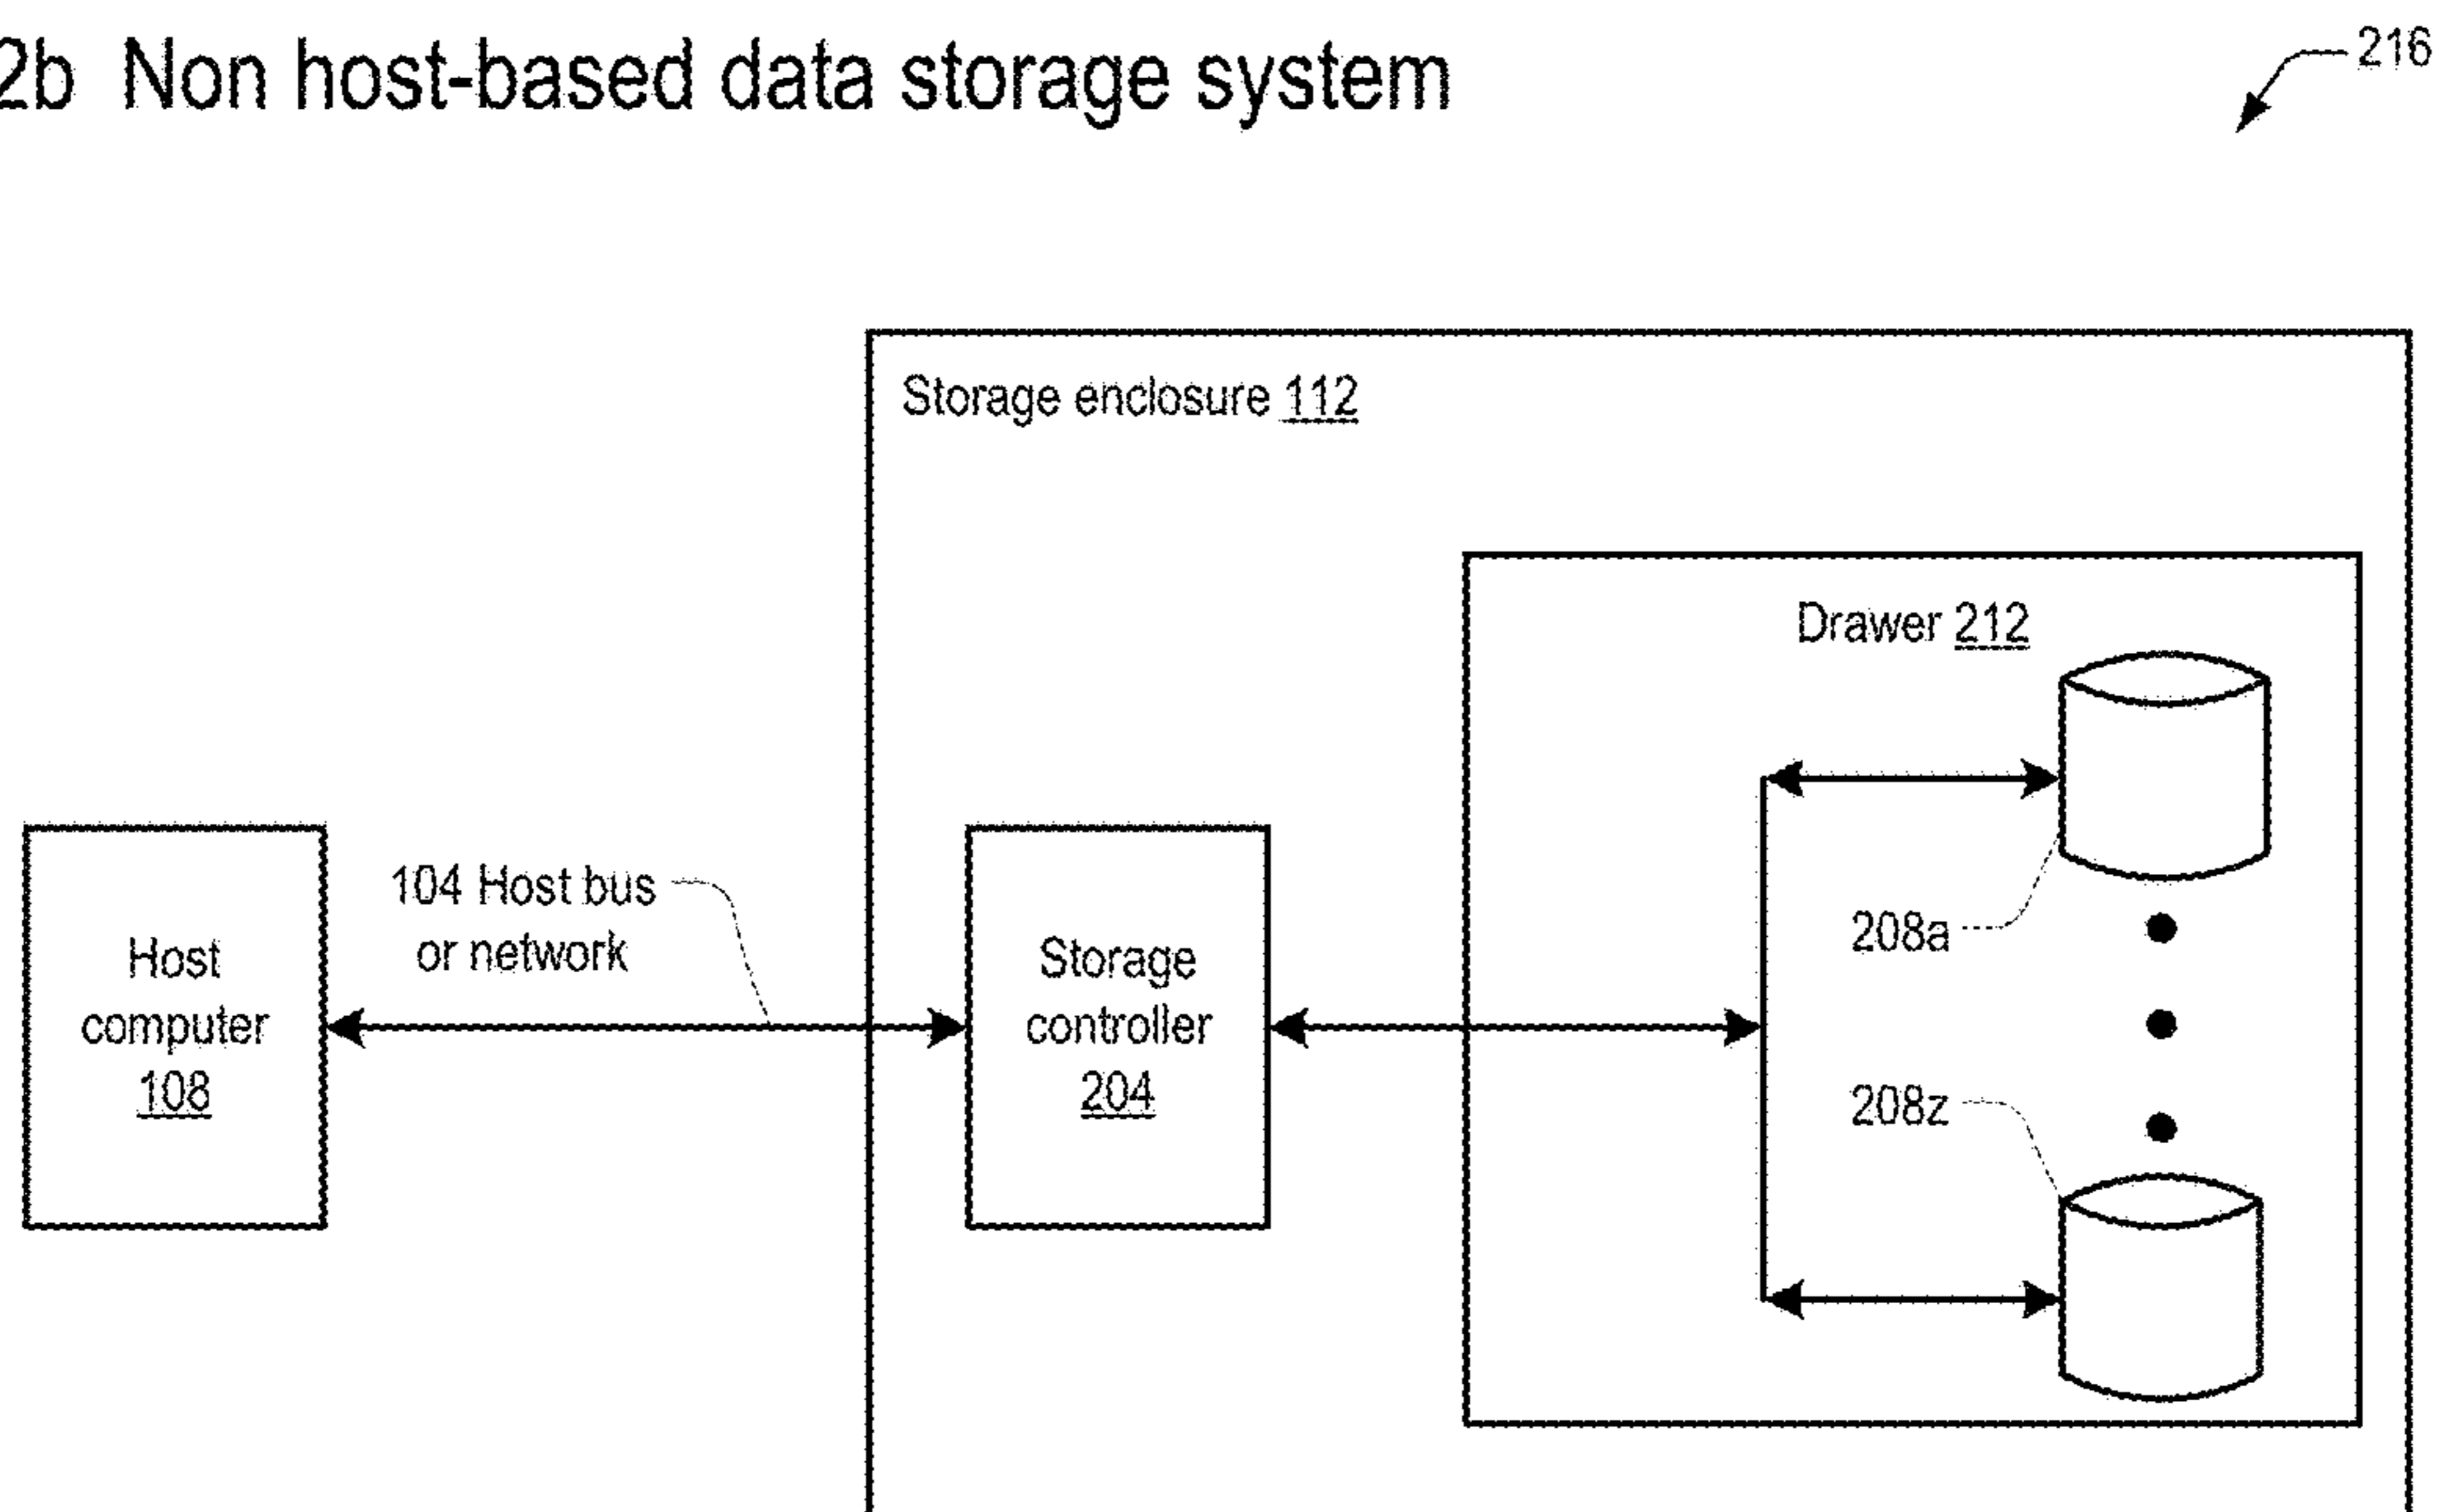 2b Non host-based data storage system
216
Storage enclosure 112
Drawer 212
104 Host bus
or network
Host
computer
108
Storage
controller
204
208a
208z